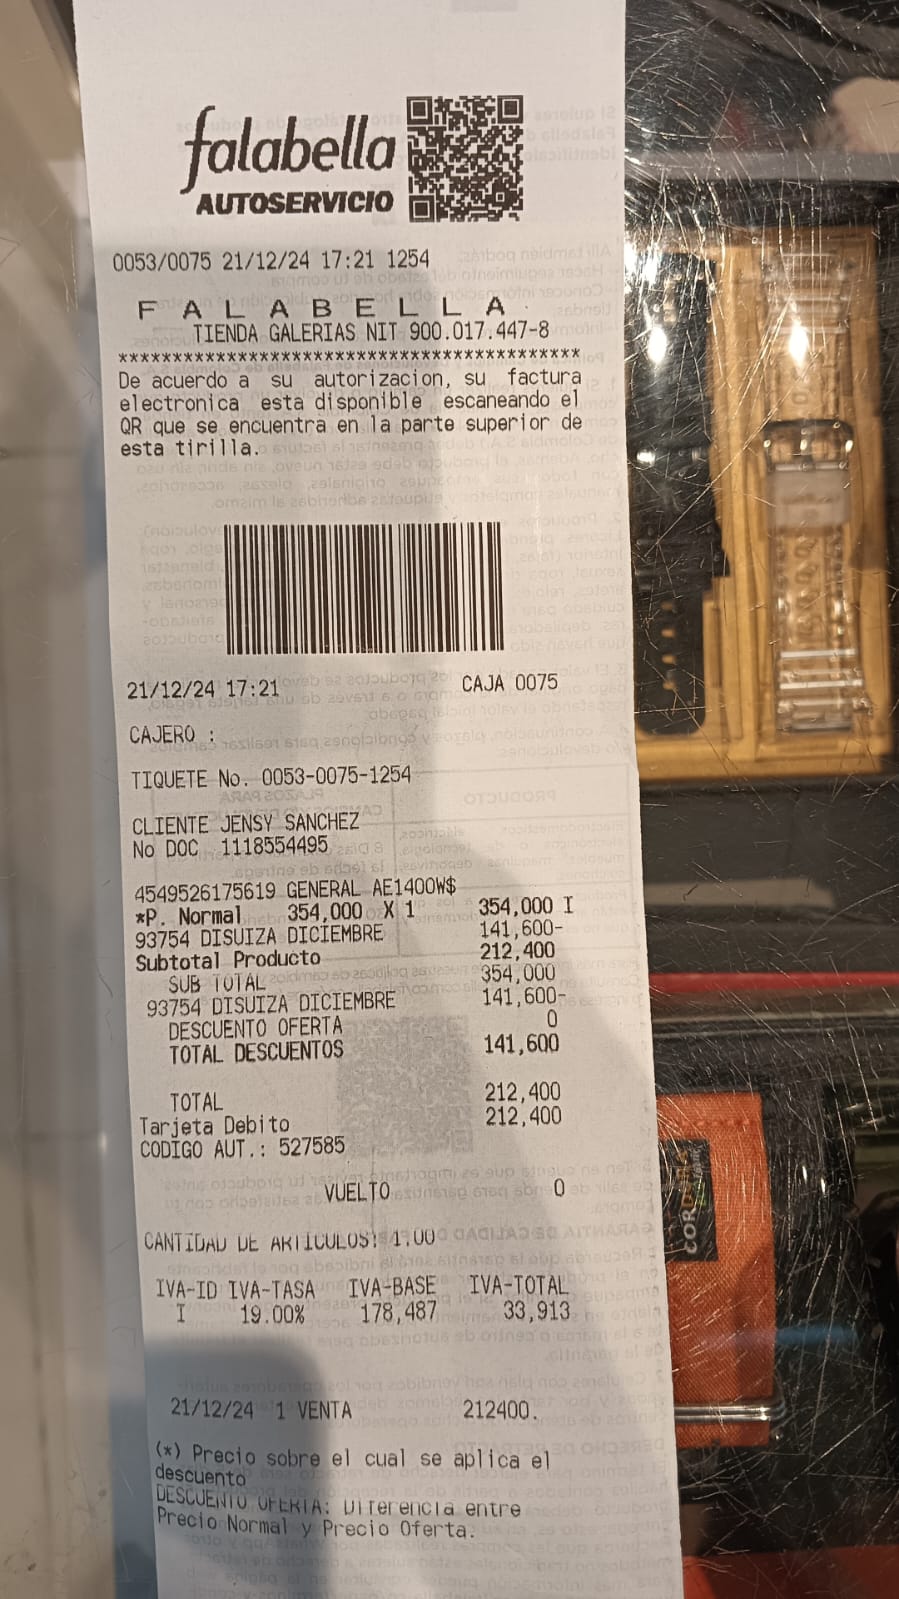 falabella
AUTOSERVICIO
0053/0075 21/12/24 17:21 1254
F A L A B E L L A
TIENDA GALERIAS NIT 900.017.447-8
*******************************************
De acuerdo a su autorizacion, su factura
electronica esta disponible escaneando el
QR que se encuentra en la parte superior de
esta tirilla.
21/12/24 17:21 CAJA 0075
CAJERO :
TIQUETE No. 0053-0075-1254
CLIENTE JENSY SANCHEZ
No DOC 1118554495
4549526175619 GENERAL AE1400W$
*P. Normal 354,000 X 1 354,000 I
93754 DISUIZA DICIEMBRE 141,600-
Subtotal Producto 212,400
SUB TOTAL 354,000
93754 DISUIZA DICIEMBRE 141,600-
DESCUENTO OFERTA 0
TOTAL DESCUENTOS 141,600
TOTAL 212,400
Tarjeta Debito 212,400
CODIGO AUT.: 527585
VUELTO 0
CANTIDAD DE ARTICULOS: 1.00
IVA-ID IVA-TASA IVA-BASE IVA-TOTAL
I 19.00% 178,487 33,913
21/12/24 1 VENTA 212400.
(*) Precio sobre el cual se aplica el
descuento
DESCUENTO OFERTA: Diferencia entre
Precio Normal y Precio Oferta.